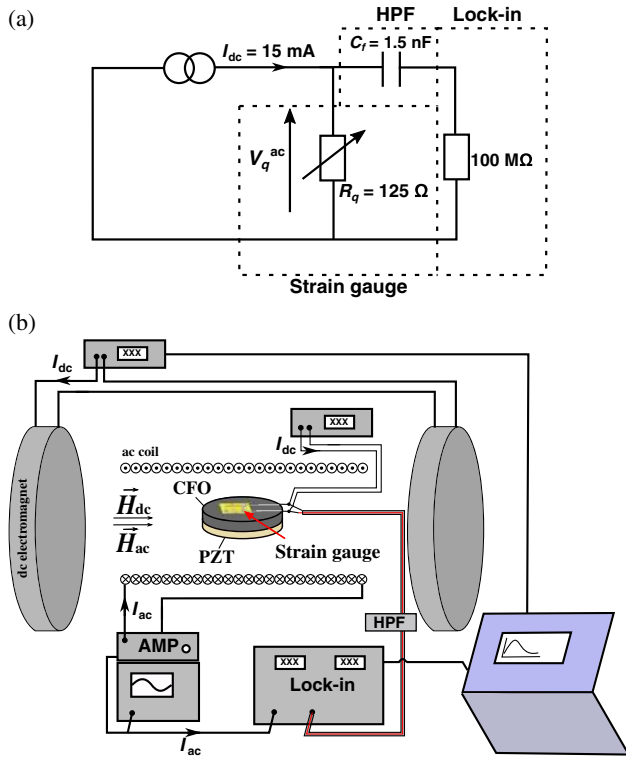 (a)
HPF
Lock-in
I_dc = 15 mA
C_f = 1.5 nF
V_q^ac
R_q = 125 Ω
100 MΩ
Strain gauge
(b)
XXX
I_dc
XXX
I_dc
ac coil
dc electromagnet
CFO
H_dc
H_ac
PZT
Strain gauge
I_ac
HPF
AMP
XXX XXX
Lock-in
I_ac